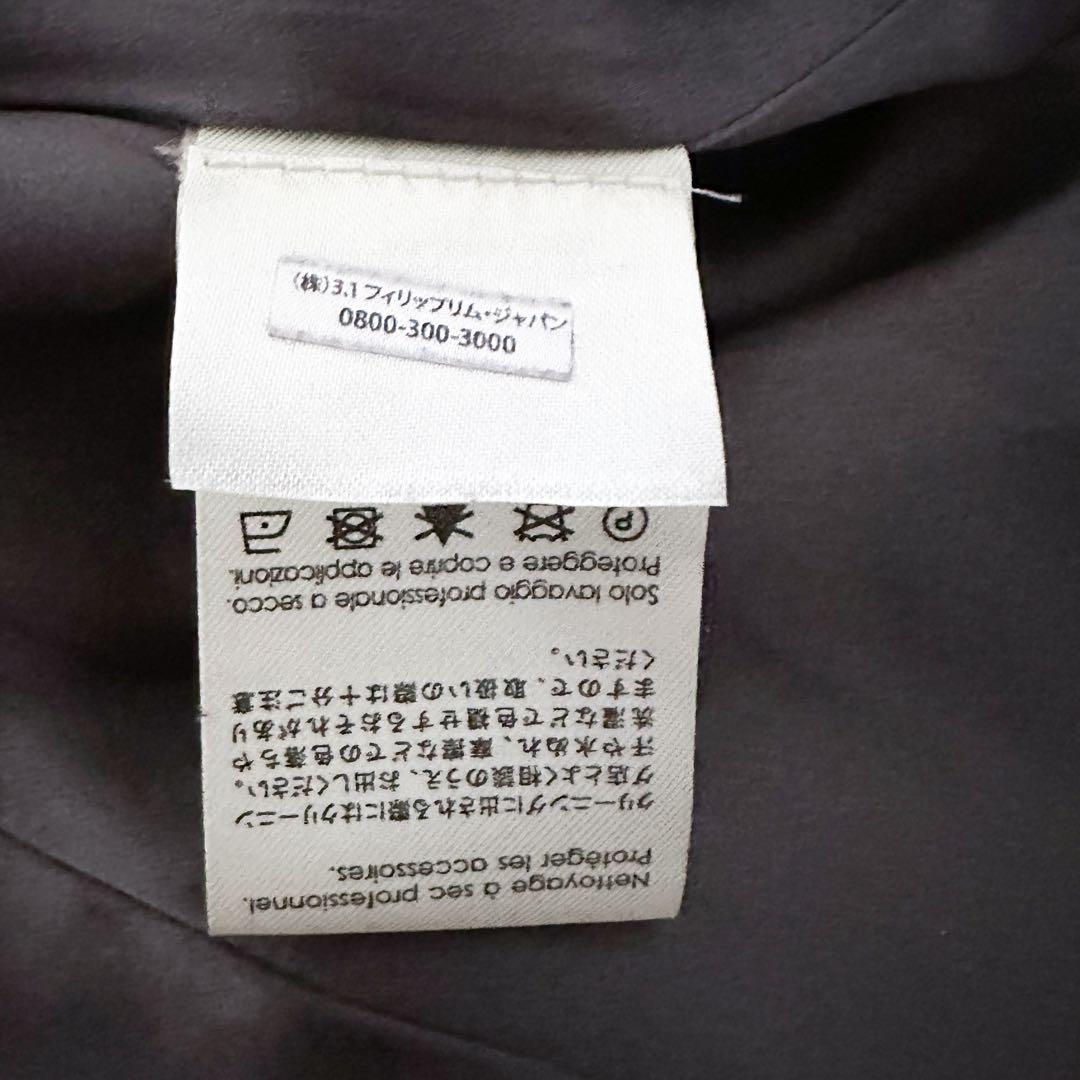 (株)3.1 フィリップリム・ジャパン
0800-300-3000
Nettoyage à sec professionnel.
Protéger les accessoires.
クリーニングに出される際にはクリーニン
グ店とよく相談のうえ、お出しください。
汗や水ぬれ、摩擦などでの色落ちや
洗濯などで色褪せするおそれがあり
ますので、取扱いの際は十分ご注意
ください。
Solo lavaggio professionale a secco.
Proteggere e coprire le applicazioni.
P